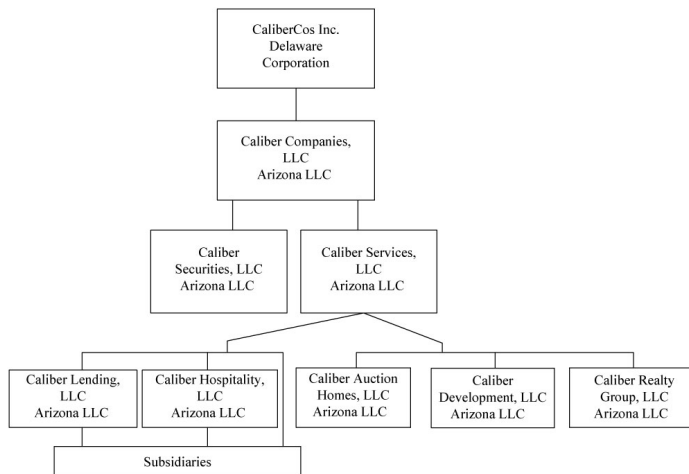 CaliberCos Inc.
Delaware
Corporation
Caliber Companies,
LLC
Arizona LLC
Caliber
Securities, LLC
Arizona LLC
Caliber Services,
LLC
Arizona LLC
Caliber Lending,
LLC
Arizona LLC
Caliber Hospitality,
LLC
Arizona LLC
Caliber Auction
Homes, LLC
Arizona LLC
Caliber
Development, LLC
Arizona LLC
Caliber Realty
Group, LLC
Arizona LLC
Subsidiaries